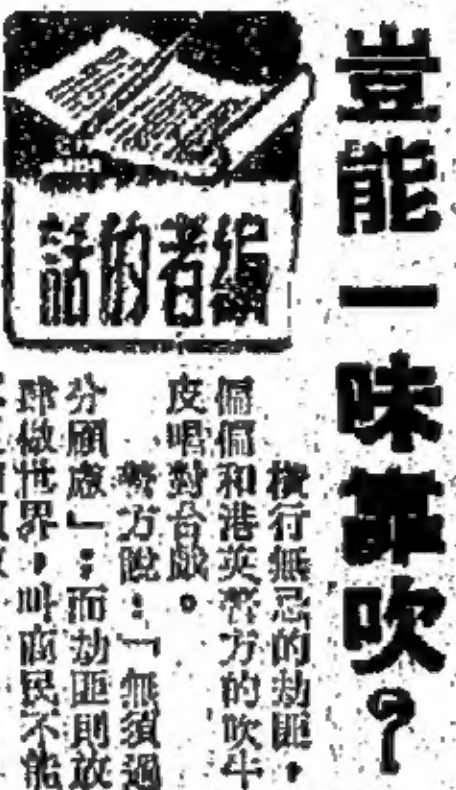 豈能一味靠吹？
編者的話
橫行無忌的劫匪，
偏偏和港英警方的吹牛
皮唱對台戲。
警方說：「無須過
分顧慮」；而劫匪則放
肆做世界，叫商民不能